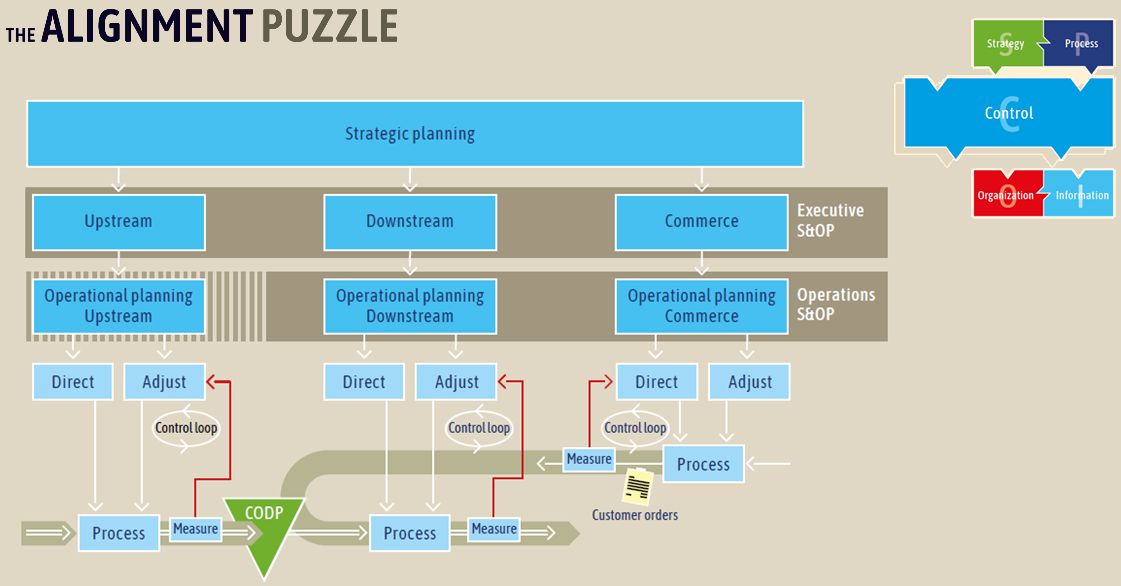 THE ALIGNMENT PUZZLE
S
Strategy
P
Process
C
Control
O
Organization
I
Information
Strategic planning
Upstream
Downstream
Commerce
Executive
S&OP
Operational planning
Upstream
Operational planning
Downstream
Operational planning
Commerce
Operations
S&OP
Direct
Adjust
Direct
Adjust
Direct
Adjust
Control loop
Control loop
Control loop
Measure
Process
Customer orders
CODP
Process
Measure
Process
Measure